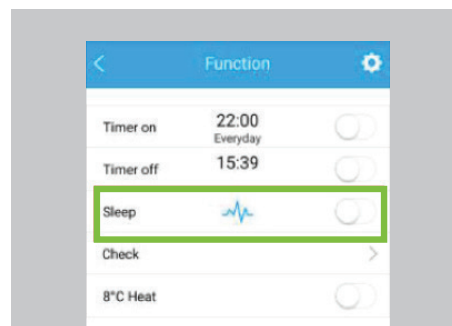 Function
Timer on 22:00
Everyday
Timer off 15:39
Sleep
Check
8°C Heat